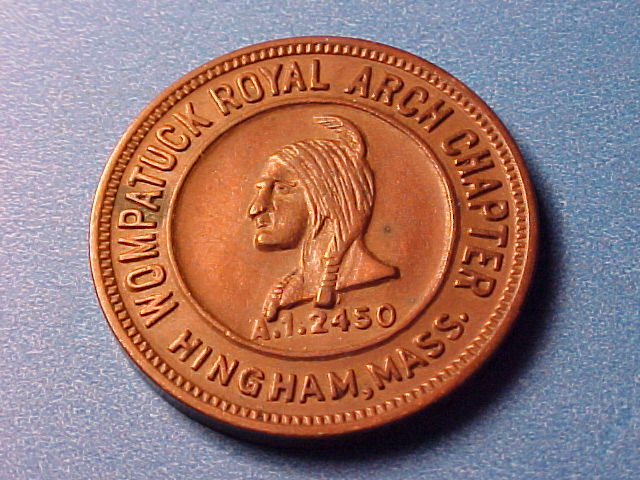 WOMPATUCK ROYAL ARCH CHAPTER
A.I.2450
HINGHAM, MASS.